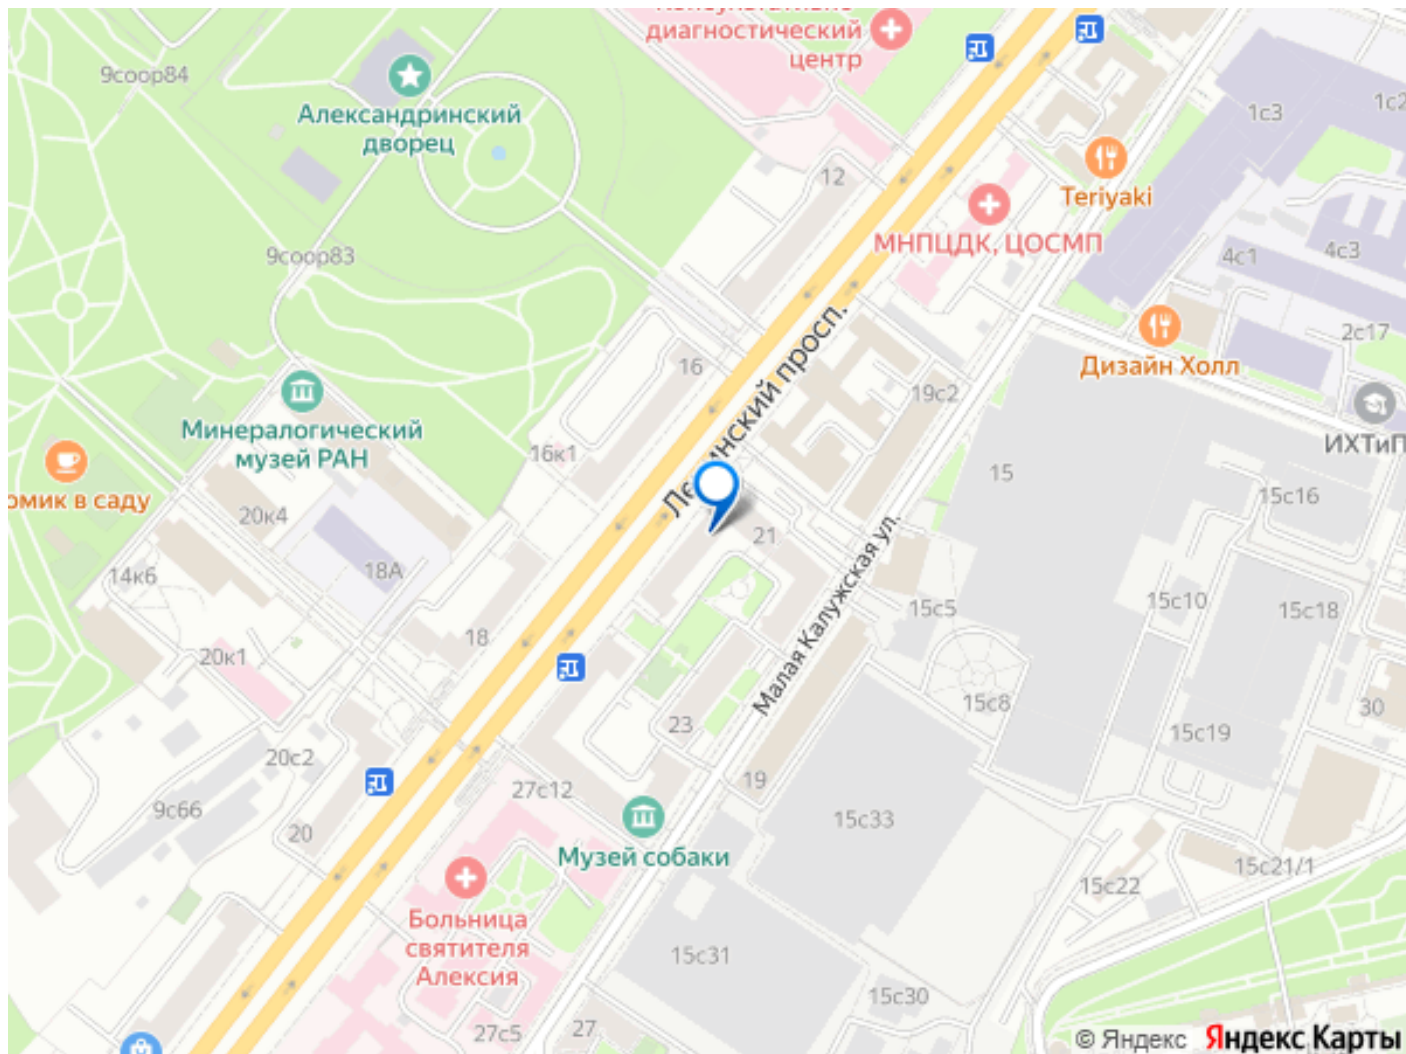 Консультативно-
диагностический
центр
9соор84
Александринский
дворец
1с3
1с2
12
Teriyaki
МНПЦДК, ЦОСМП
9соор83
4с1
4с3
2с17
16
Ленинский просп.
Дизайн Холл
19с2
Минералогический
музей РАН
16к1
ИХТиП
15
омик в саду
20к4
15с16
21
18А
14к6
Малая Калужская ул.
15с5
15с10
15с18
18
20к1
15с8
23
30
15с19
20с2
19
27с12
9с66
20
15с33
Музей собаки
15с21/1
15с22
Больница
святителя
Алексия
15с31
15с30
27с5
27
© Яндекс Яндекс Карты